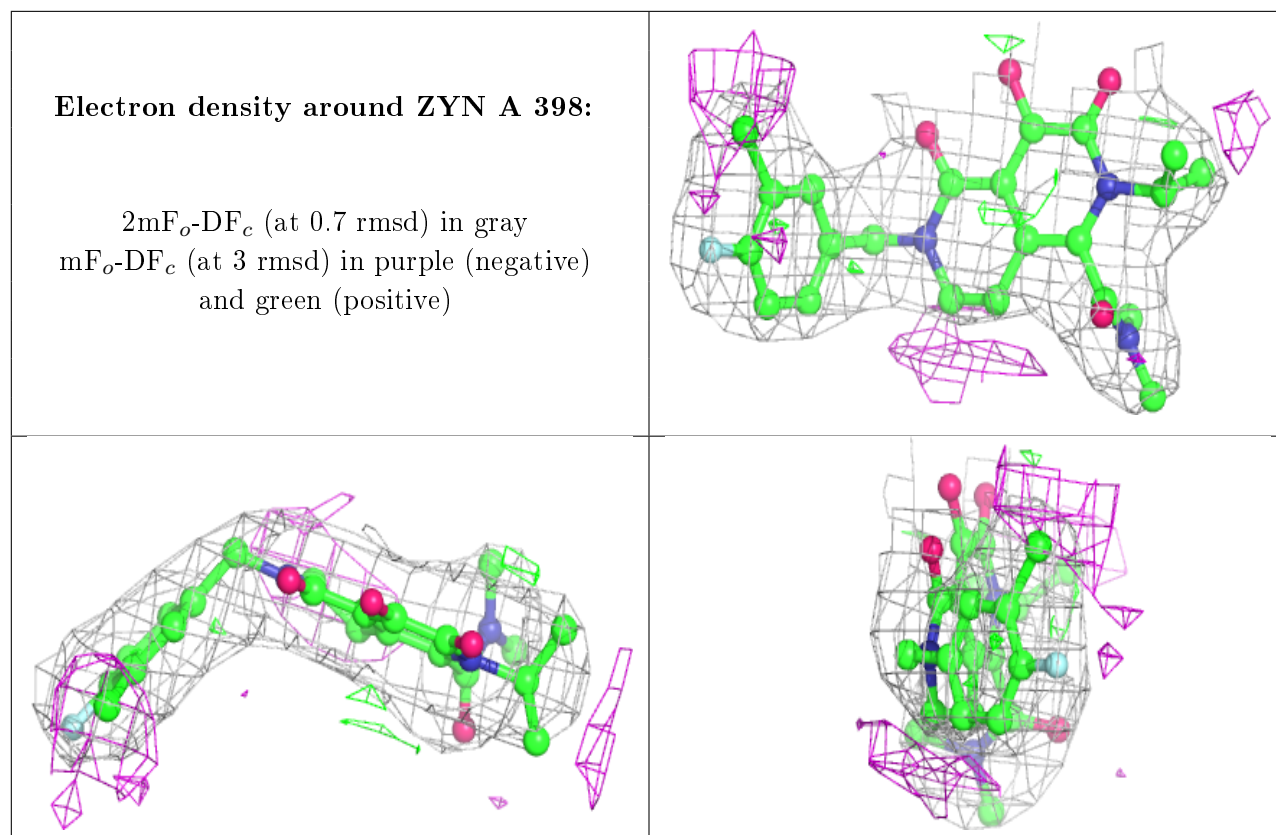 Electron density around ZYN A 398:
2mFo-DFc (at 0.7 rmsd) in gray
mFo-DFc (at 3 rmsd) in purple (negative)
and green (positive)